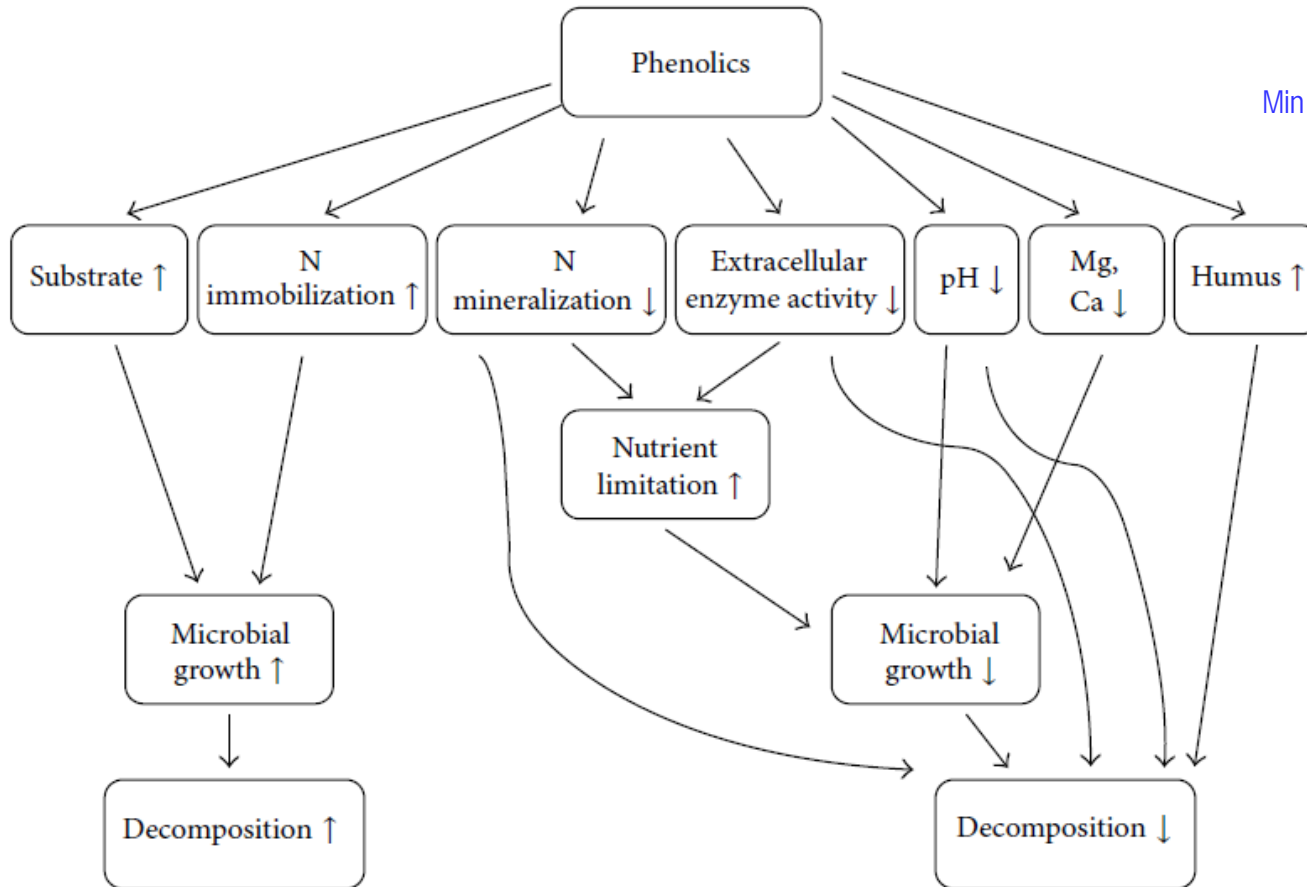 Phenolics
Min
Substrate ↑
N
immobilization ↑
N
mineralization ↓
Extracellular
enzyme activity ↓
pH ↓
Mg,
Ca ↓
Humus ↑
Nutrient
limitation ↑
Microbial
growth ↑
Microbial
growth ↓
Decomposition ↑
Decomposition ↓